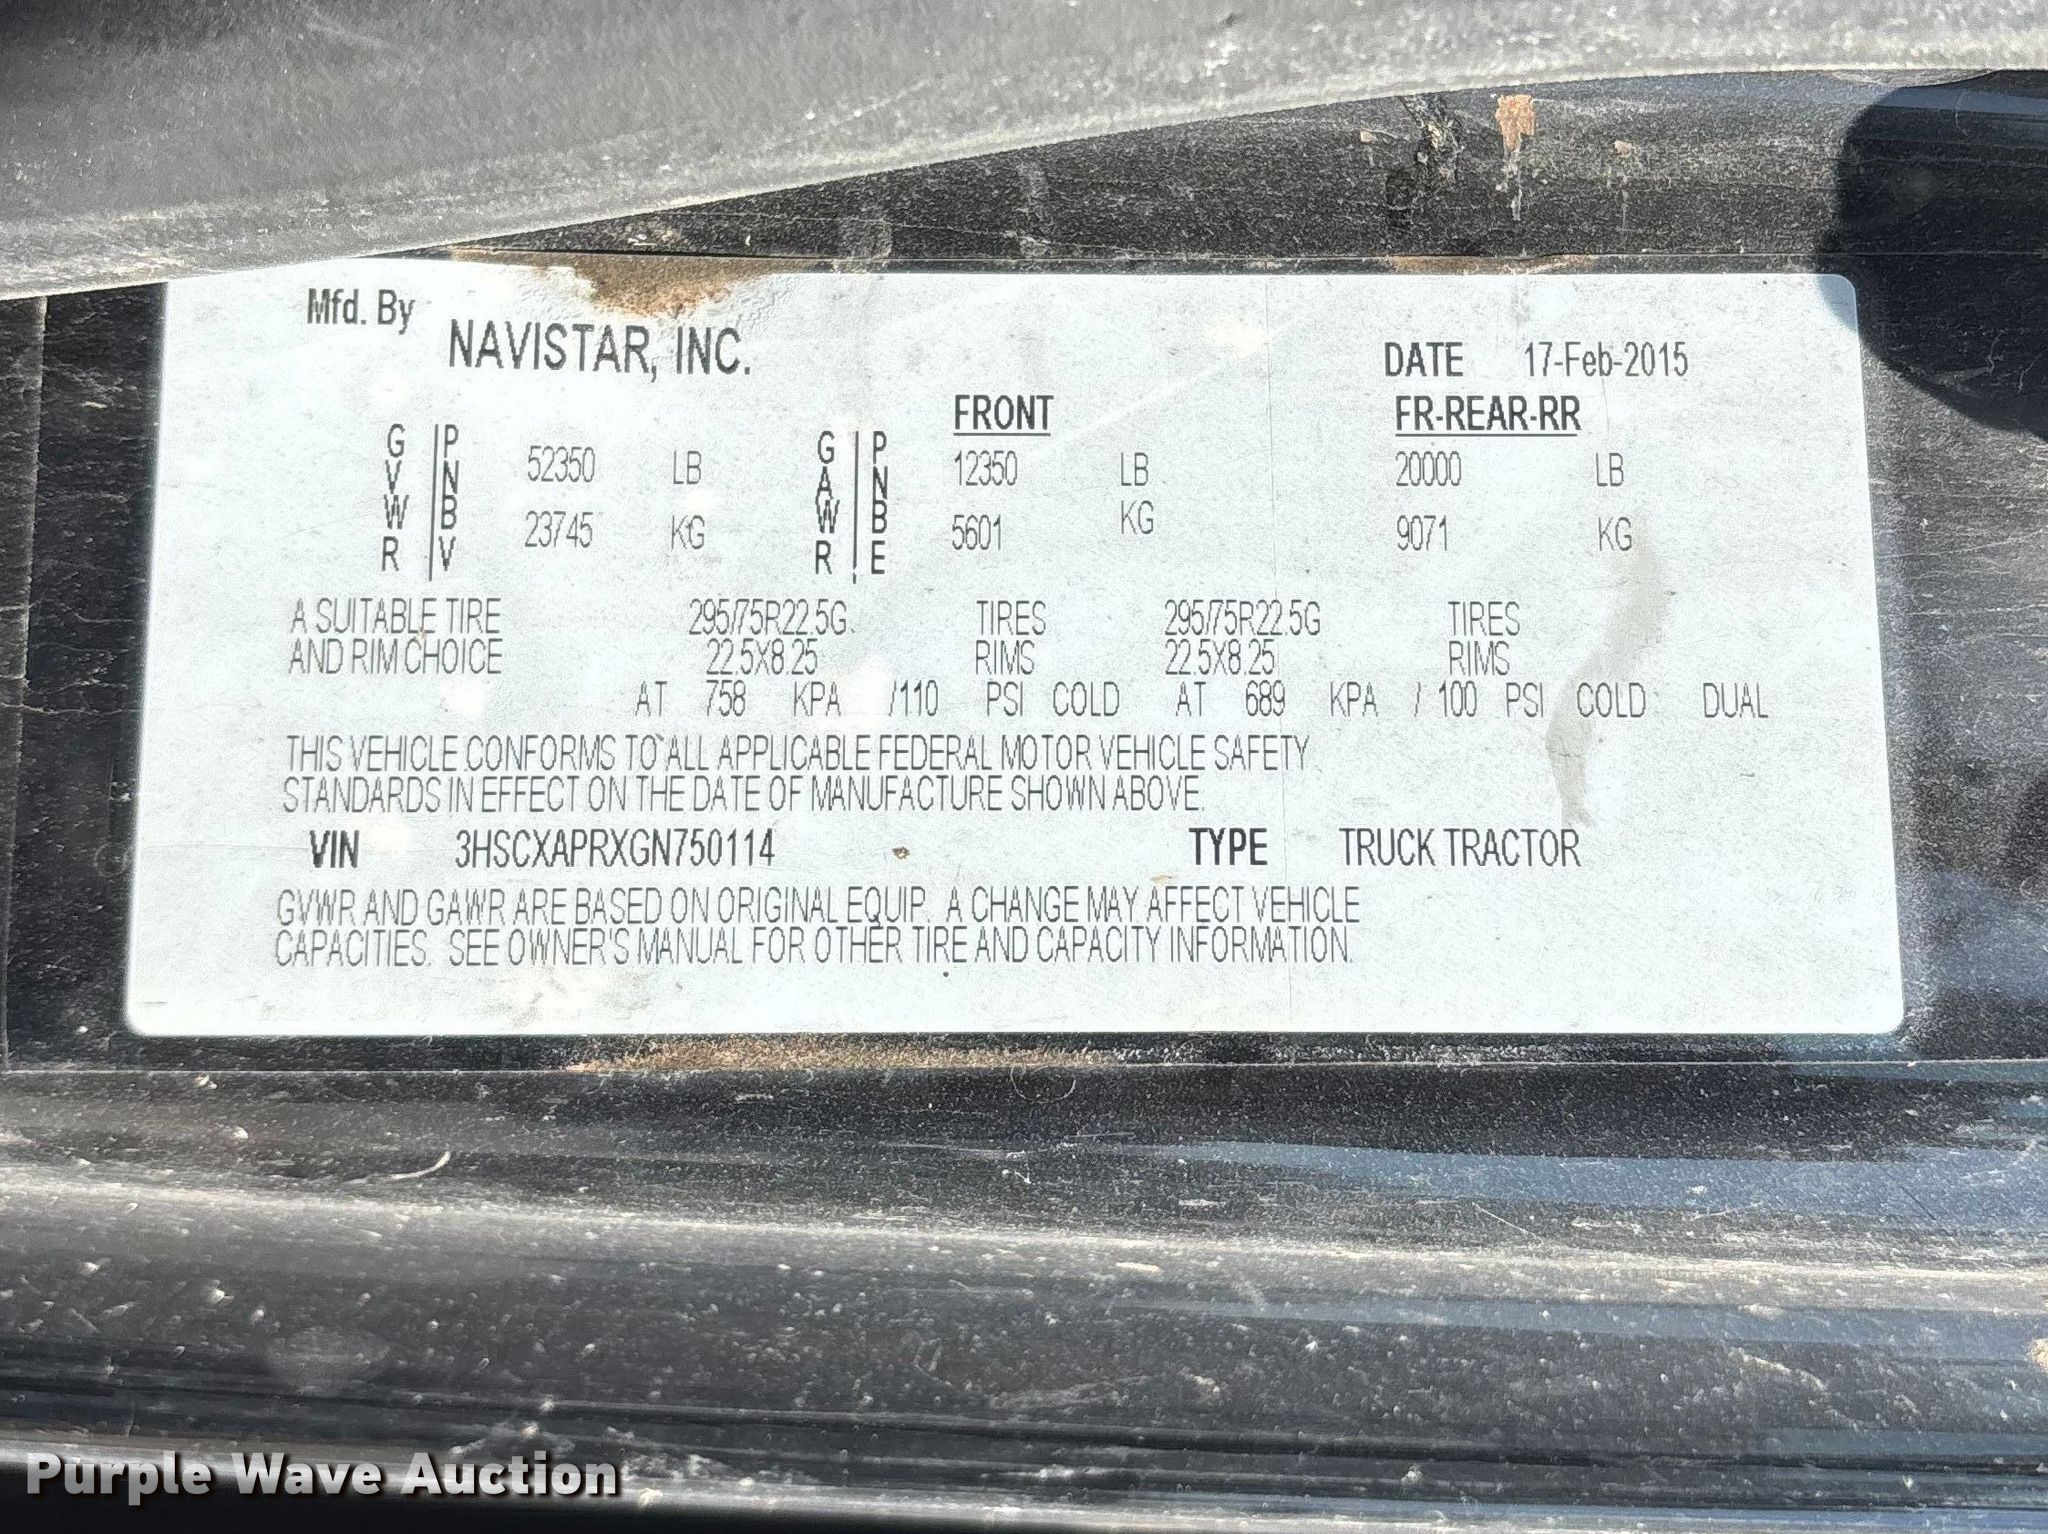 Mfd. By
NAVISTAR, INC.
DATE 17-Feb-2015
FRONT FR-REAR-RR
GVWR | PNBV 52350 LB GAWR | PNBE 12350 LB 20000 LB
23745 KG 5601 KG 9071 KG
A SUITABLE TIRE 295/75R22.5G TIRES 295/75R22.5G TIRES
AND RIM CHOICE 22.5X8.25 RIMS 22.5X8.25 RIMS
AT 758 KPA /110 PSI COLD AT 689 KPA / 100 PSI COLD DUAL
THIS VEHICLE CONFORMS TO ALL APPLICABLE FEDERAL MOTOR VEHICLE SAFETY
STANDARDS IN EFFECT ON THE DATE OF MANUFACTURE SHOWN ABOVE.
VIN 3HSCXAPRXGN750114 TYPE TRUCK TRACTOR
GVWR AND GAWR ARE BASED ON ORIGINAL EQUIP. A CHANGE MAY AFFECT VEHICLE
CAPACITIES. SEE OWNER'S MANUAL FOR OTHER TIRE AND CAPACITY INFORMATION.
Purple Wave Auction